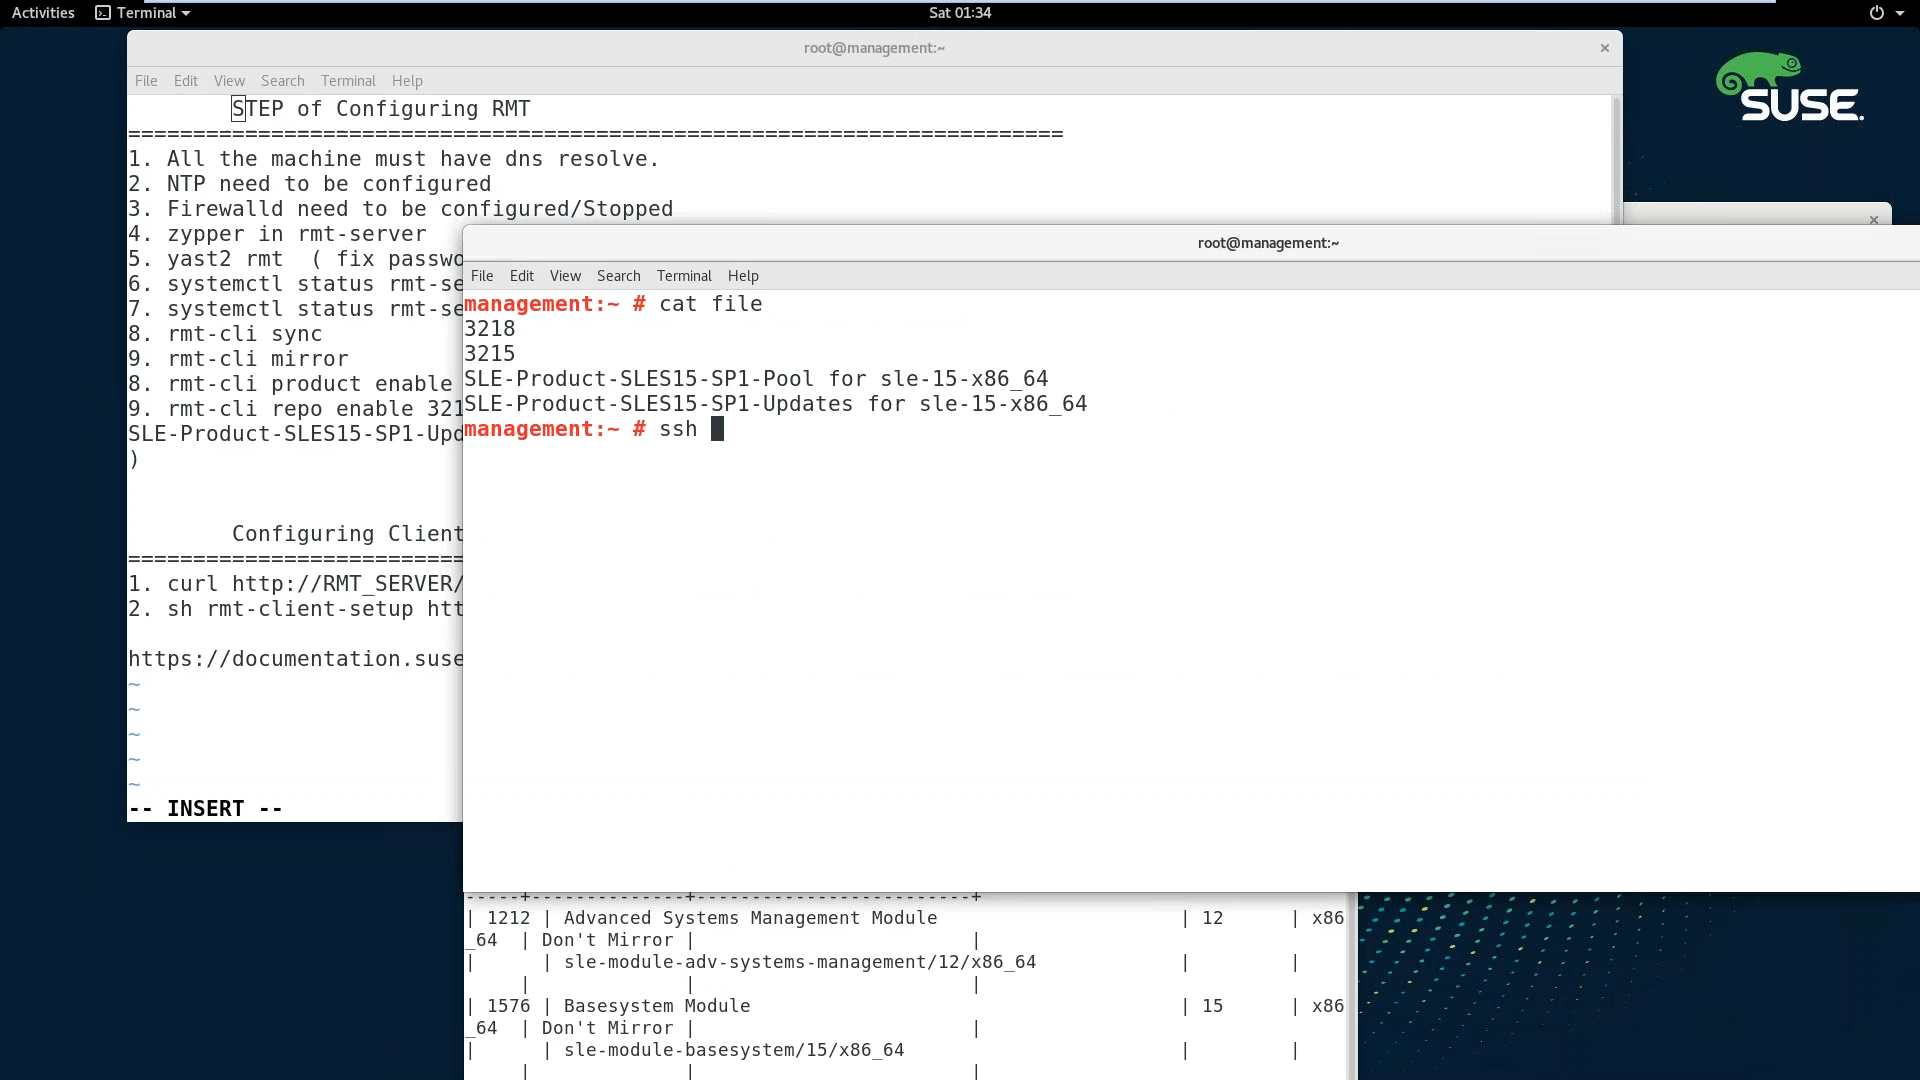 Activities Terminal Sat 01:34
root@management:~ ×
File Edit View Search Terminal Help
STEP of Configuring RMT
========================================================================
1. All the machine must have dns resolve.
2. NTP need to be configured
3. Firewalld need to be configured/Stopped
4. zypper in rmt-server
5. yast2 rmt ( fix passwo
6. systemctl status rmt-se
7. systemctl status rmt-se
8. rmt-cli sync
9. rmt-cli mirror
8. rmt-cli product enable
9. rmt-cli repo enable 321
SLE-Product-SLES15-SP1-Upd
)
Configuring Client
==========================
1. curl http://RMT_SERVER/
2. sh rmt-client-setup htt
https://documentation.suse
~
~
~
~
~
-- INSERT --
SUSE.
×
root@management:~
File Edit View Search Terminal Help
management:~ # cat file
3218
3215
SLE-Product-SLES15-SP1-Pool for sle-15-x86_64
SLE-Product-SLES15-SP1-Updates for sle-15-x86_64
management:~ # ssh
-----+--------------+-------------------------+
| 1212 | Advanced Systems Management Module | 12 | x86
_64 | Don't Mirror | |
| | sle-module-adv-systems-management/12/x86_64 | |
| | |
| 1576 | Basesystem Module | 15 | x86
_64 | Don't Mirror | |
| | sle-module-basesystem/15/x86_64 | |
| | |